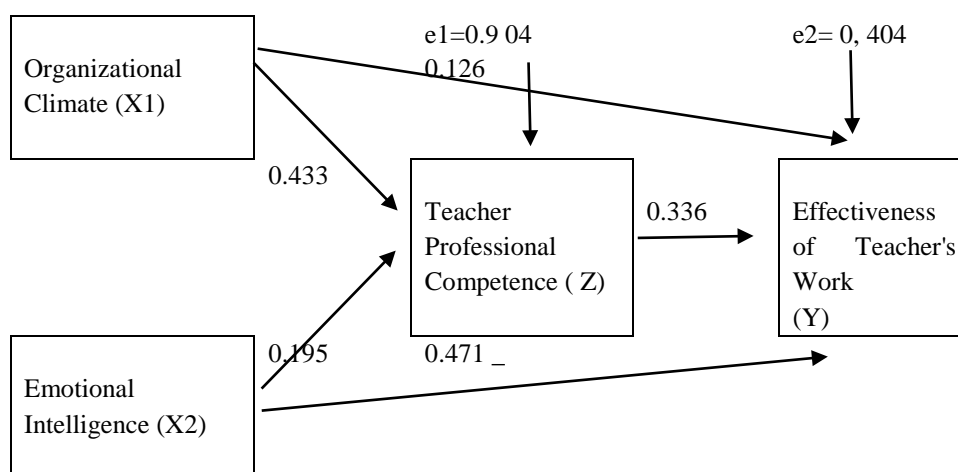 e1=0.9 04
e2= 0, 404
0.126
Organizational
Climate (X1)
0.433
Teacher
Professional
Competence ( Z)
0.336
Effectiveness
of Teacher's
Work
(Y)
0.195
0.471 _
Emotional
Intelligence (X2)